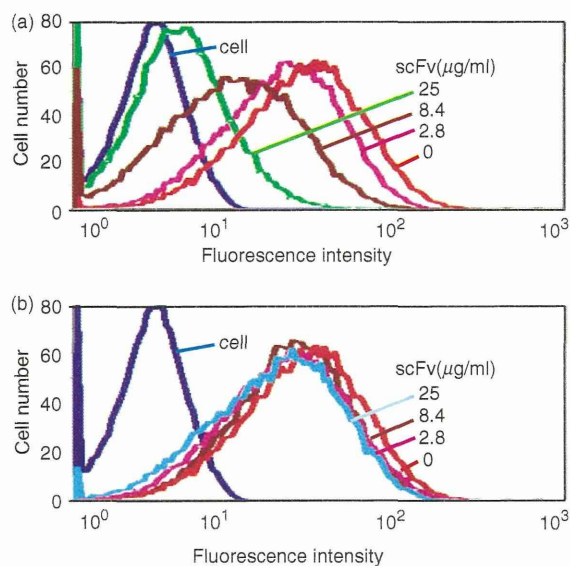 (a)
80
60
40
20
0
Cell number
cell
scFv(µg/ml)
25
8.4
2.8
0
10⁰ 10¹ 10² 10³
Fluorescence intensity
(b)
80
60
40
20
0
Cell number
cell
scFv(µg/ml)
25
8.4
2.8
0
10⁰ 10¹ 10² 10³
Fluorescence intensity